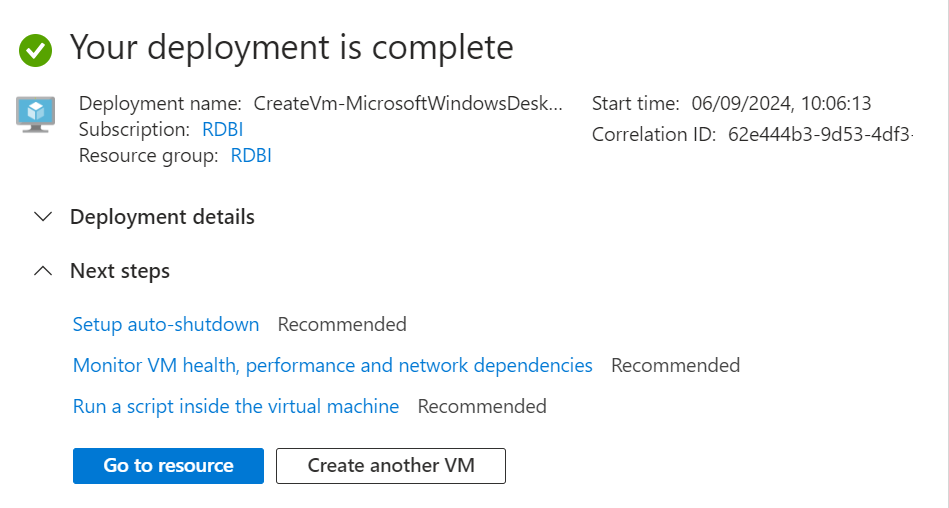 Your deployment is complete
Deployment name: CreateVm-MicrosoftWindowsDesk...
Subscription: RDBI
Resource group: RDBI
Start time: 06/09/2024, 10:06:13
Correlation ID: 62e444b3-9d53-4df3-
Deployment details
Next steps
Setup auto-shutdown Recommended
Monitor VM health, performance and network dependencies Recommended
Run a script inside the virtual machine Recommended
Go to resource Create another VM